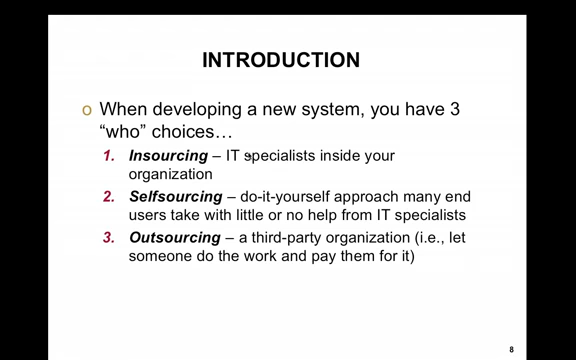 INTRODUCTION
o When developing a new system, you have 3
“who” choices…
1. Insourcing – IT specialists inside your
organization
2. Selfsourcing – do-it-yourself approach many end
users take with little or no help from IT specialists
3. Outsourcing – a third-party organization (i.e., let
someone do the work and pay them for it)
8